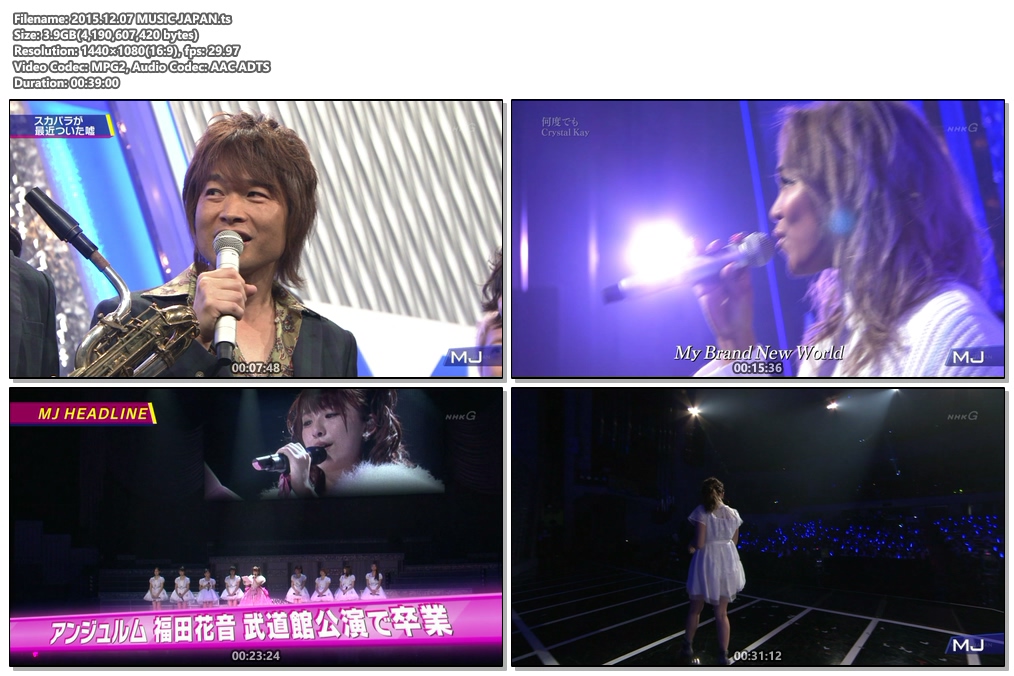 Filename: 2015.12.07 MUSIC JAPAN.ts
Size: 3.9GB(4,190,607,420 bytes)
Resolution: 1440×1080(16:9), fps: 29.97
Video Codec: MPG2, Audio Codec: AAC ADTS
Duration: 00:39:00
スカパラが
最近ついた嘘
MJ
00:07:48
何度でも
Crystal Kay
NHK G
My Brand New World
MJ
00:15:36
MJ HEADLINE
NHK G
アンジュルム 福田花音 武道館公演で卒業
00:23:24
NHK G
MJ
00:31:12